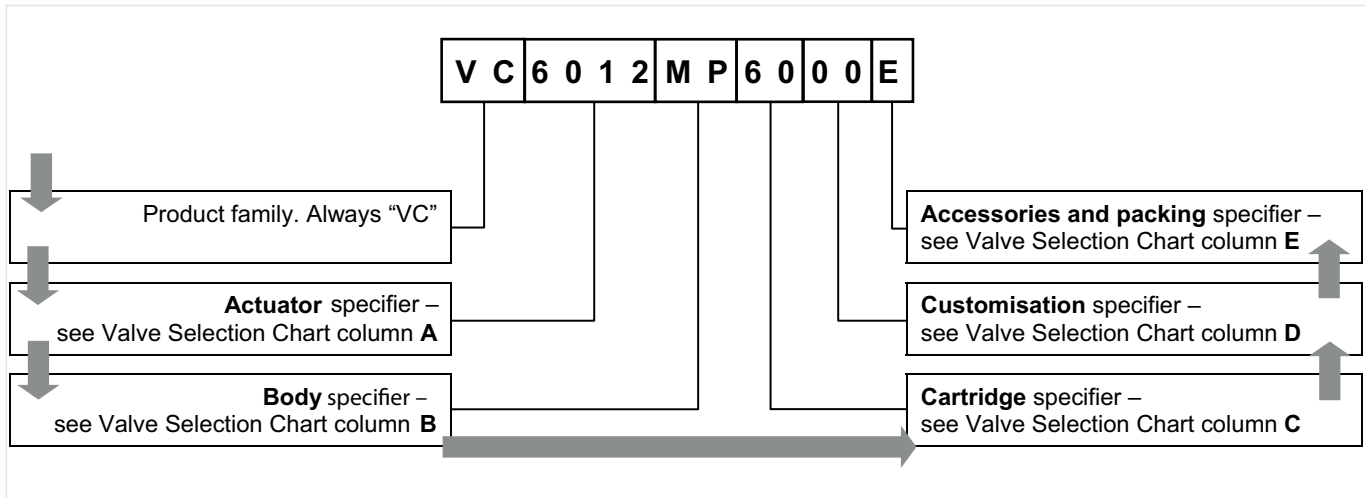 V C 6 0 1 2 M P 6 0 0 0 E
Product family. Always “VC”
Actuator specifier –
see Valve Selection Chart column A
Body specifier –
see Valve Selection Chart column B
Cartridge specifier –
see Valve Selection Chart column C
Customisation specifier –
see Valve Selection Chart column D
Accessories and packing specifier –
see Valve Selection Chart column E